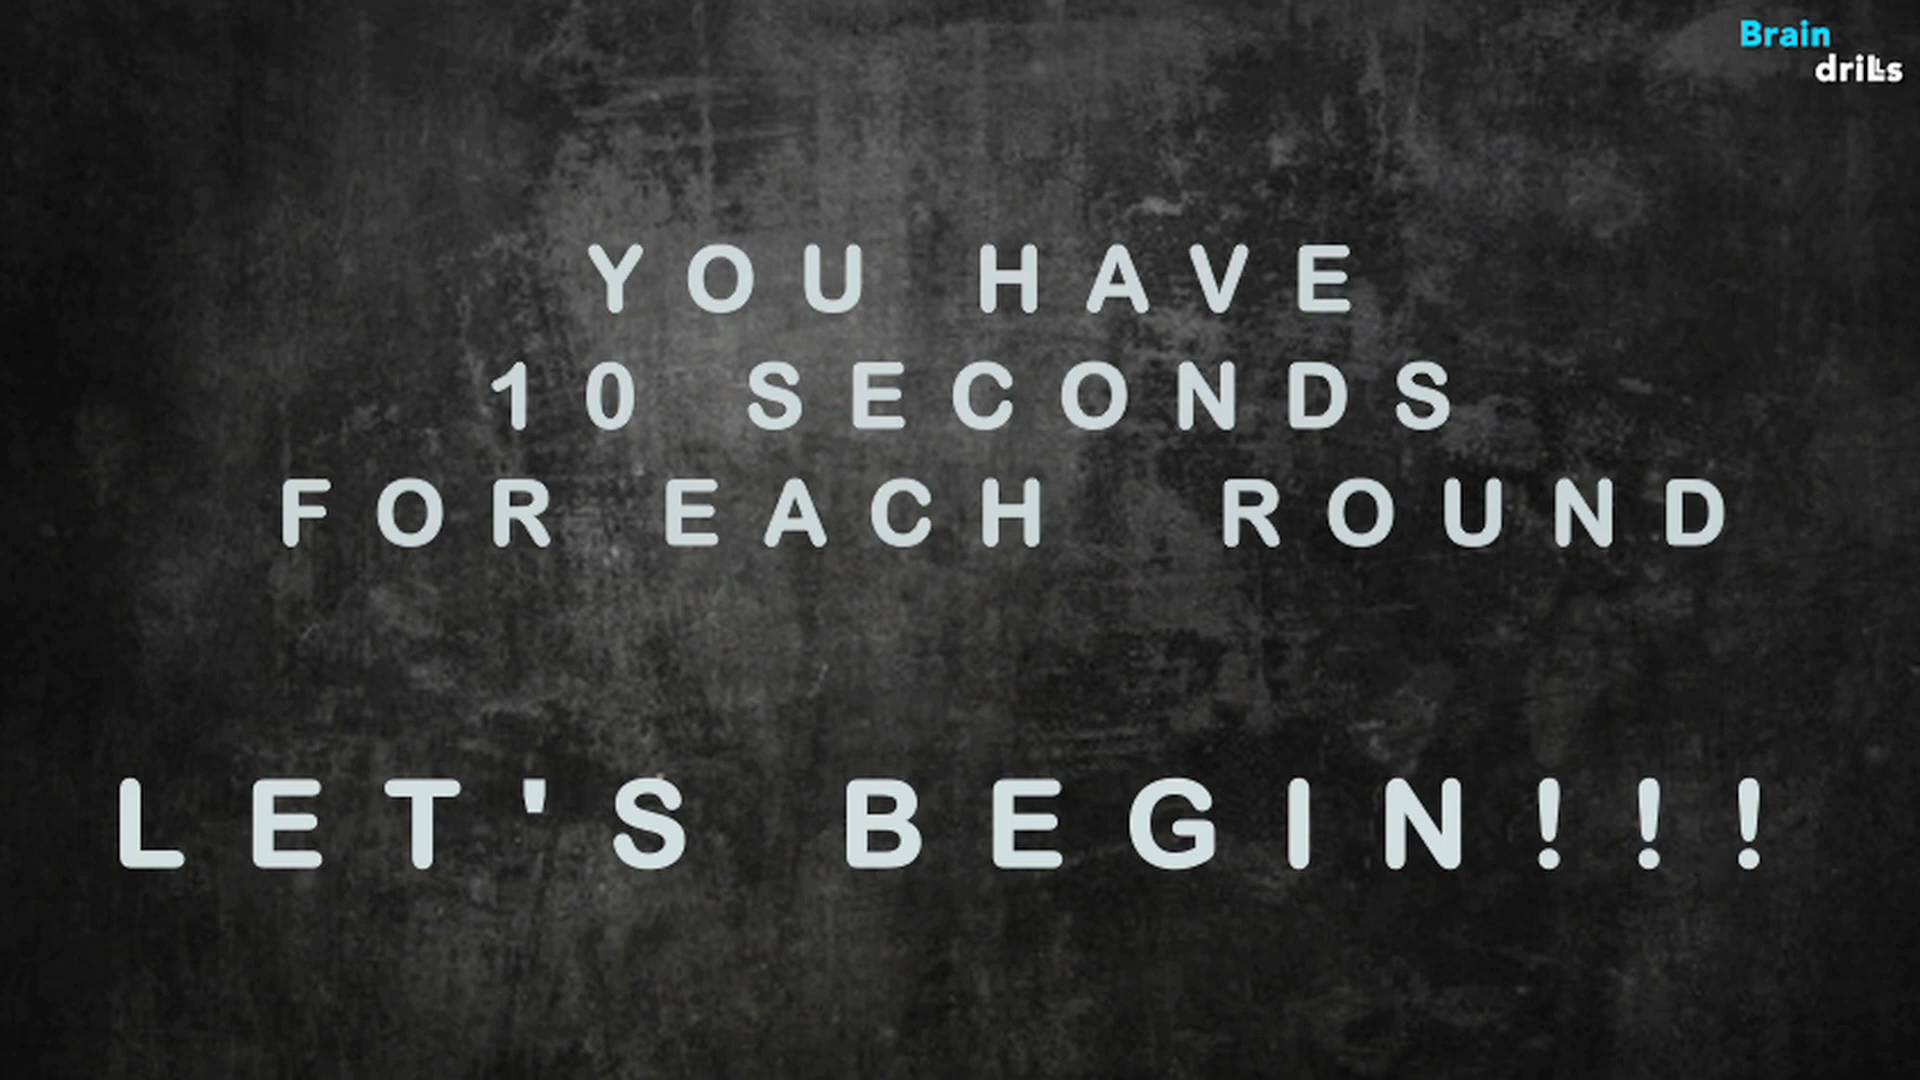 Brain
drills
YOU HAVE
10 SECONDS
FOR EACH ROUND
LET'S BEGIN!!!